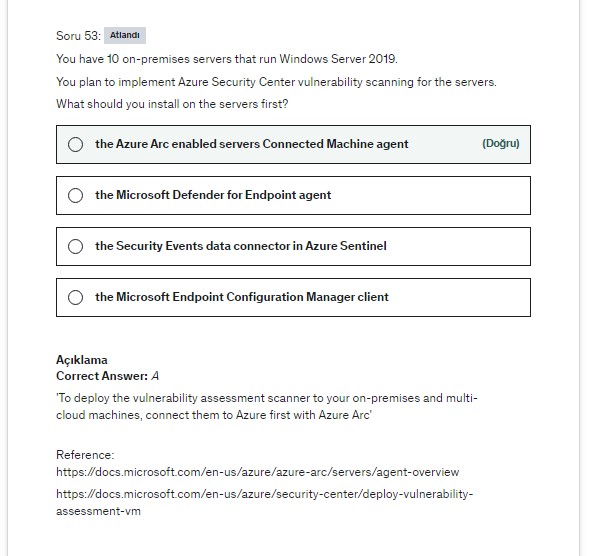 Soru 53: Atlandı
You have 10 on-premises servers that run Windows Server 2019.
You plan to implement Azure Security Center vulnerability scanning for the servers.
What should you install on the servers first?
the Azure Arc enabled servers Connected Machine agent (Doğru)
the Microsoft Defender for Endpoint agent
the Security Events data connector in Azure Sentinel
the Microsoft Endpoint Configuration Manager client
Açıklama
Correct Answer: A
'To deploy the vulnerability assessment scanner to your on-premises and multi-
cloud machines, connect them to Azure first with Azure Arc'
Reference:
https://docs.microsoft.com/en-us/azure/azure-arc/servers/agent-overview
https://docs.microsoft.com/en-us/azure/security-center/deploy-vulnerability-
assessment-vm